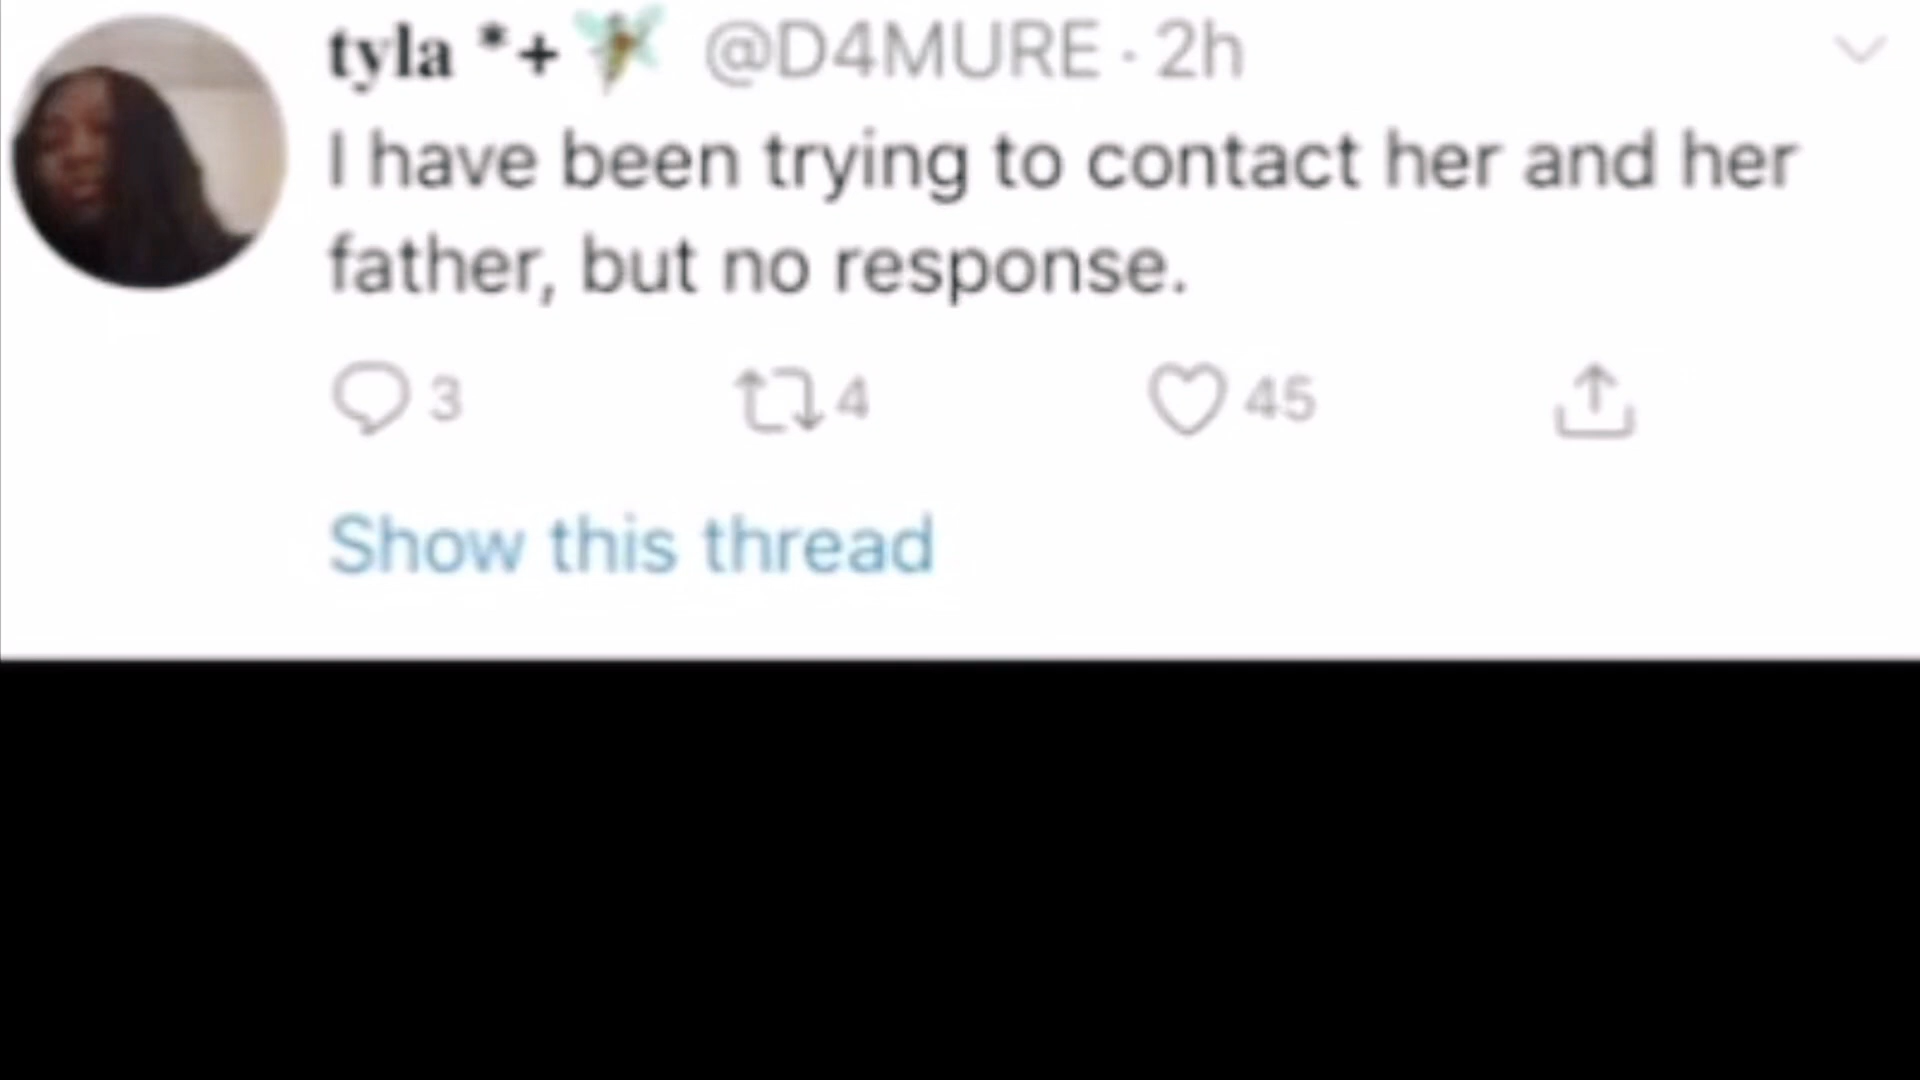 tyla *+ 🧚 @D4MURE · 2h
I have been trying to contact her and her
father, but no response.
3 4 45
Show this thread